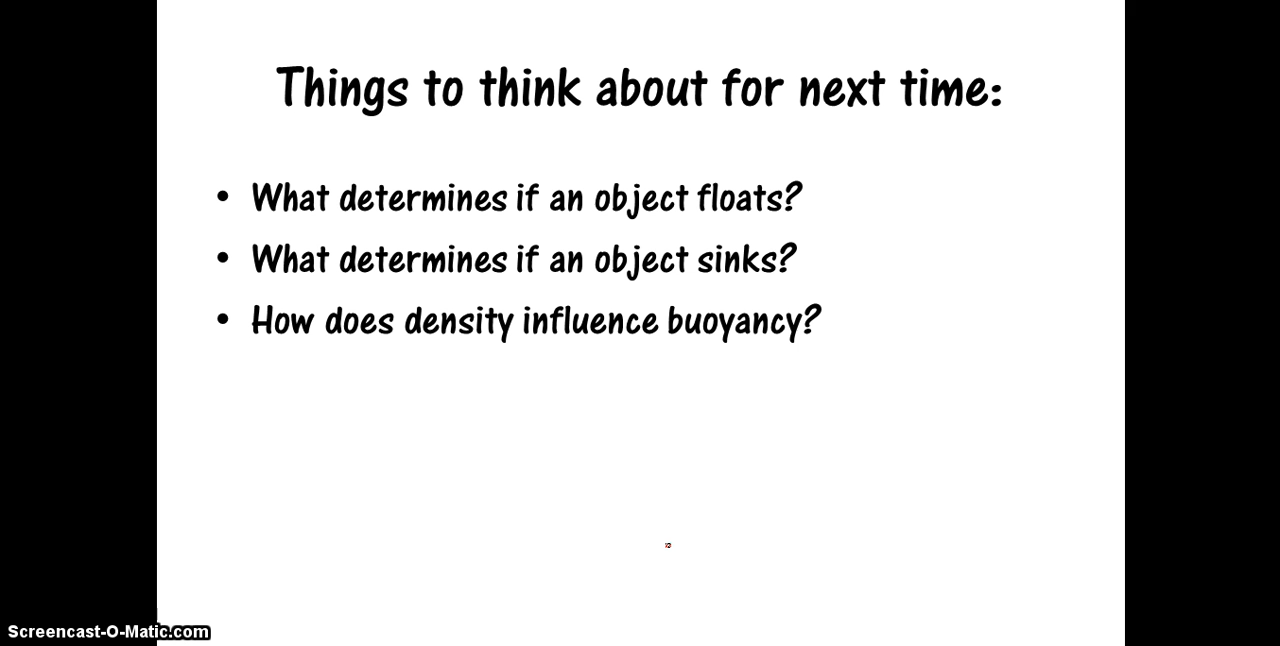 Things to think about for next time:
• What determines if an object floats?
• What determines if an object sinks?
• How does density influence buoyancy?
Screencast-O-Matic.com